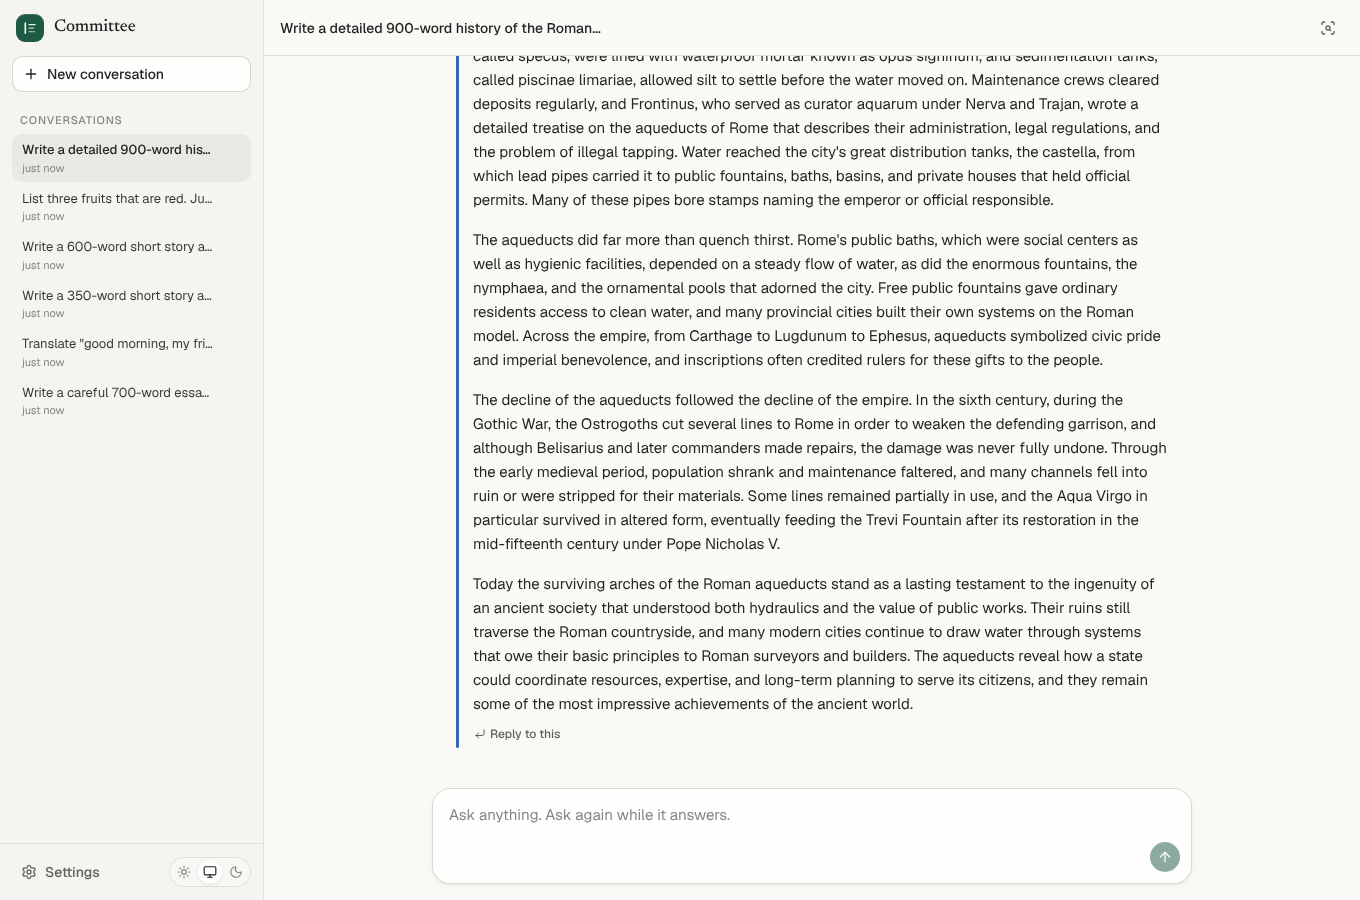 Committee
New conversation
CONVERSATIONS
Write a detailed 900-word his…
just now
List three fruits that are red. Ju…
just now
Write a 600-word short story a…
just now
Write a 350-word short story a…
just now
Translate "good morning, my fri…
just now
Write a careful 700-word essa…
just now
Settings
Write a detailed 900-word history of the Roman…
called specus, were lined with waterproof mortar known as opus signinum, and sedimentation tanks,
called piscinae limariae, allowed silt to settle before the water moved on. Maintenance crews cleared
deposits regularly, and Frontinus, who served as curator aquarum under Nerva and Trajan, wrote a
detailed treatise on the aqueducts of Rome that describes their administration, legal regulations, and
the problem of illegal tapping. Water reached the city's great distribution tanks, the castella, from
which lead pipes carried it to public fountains, baths, basins, and private houses that held official
permits. Many of these pipes bore stamps naming the emperor or official responsible.
The aqueducts did far more than quench thirst. Rome's public baths, which were social centers as
well as hygienic facilities, depended on a steady flow of water, as did the enormous fountains, the
nymphaea, and the ornamental pools that adorned the city. Free public fountains gave ordinary
residents access to clean water, and many provincial cities built their own systems on the Roman
model. Across the empire, from Carthage to Lugdunum to Ephesus, aqueducts symbolized civic pride
and imperial benevolence, and inscriptions often credited rulers for these gifts to the people.
The decline of the aqueducts followed the decline of the empire. In the sixth century, during the
Gothic War, the Ostrogoths cut several lines to Rome in order to weaken the defending garrison, and
although Belisarius and later commanders made repairs, the damage was never fully undone. Through
the early medieval period, population shrank and maintenance faltered, and many channels fell into
ruin or were stripped for their materials. Some lines remained partially in use, and the Aqua Virgo in
particular survived in altered form, eventually feeding the Trevi Fountain after its restoration in the
mid-fifteenth century under Pope Nicholas V.
Today the surviving arches of the Roman aqueducts stand as a lasting testament to the ingenuity of
an ancient society that understood both hydraulics and the value of public works. Their ruins still
traverse the Roman countryside, and many modern cities continue to draw water through systems
that owe their basic principles to Roman surveyors and builders. The aqueducts reveal how a state
could coordinate resources, expertise, and long-term planning to serve its citizens, and they remain
some of the most impressive achievements of the ancient world.
Reply to this
Ask anything. Ask again while it answers.